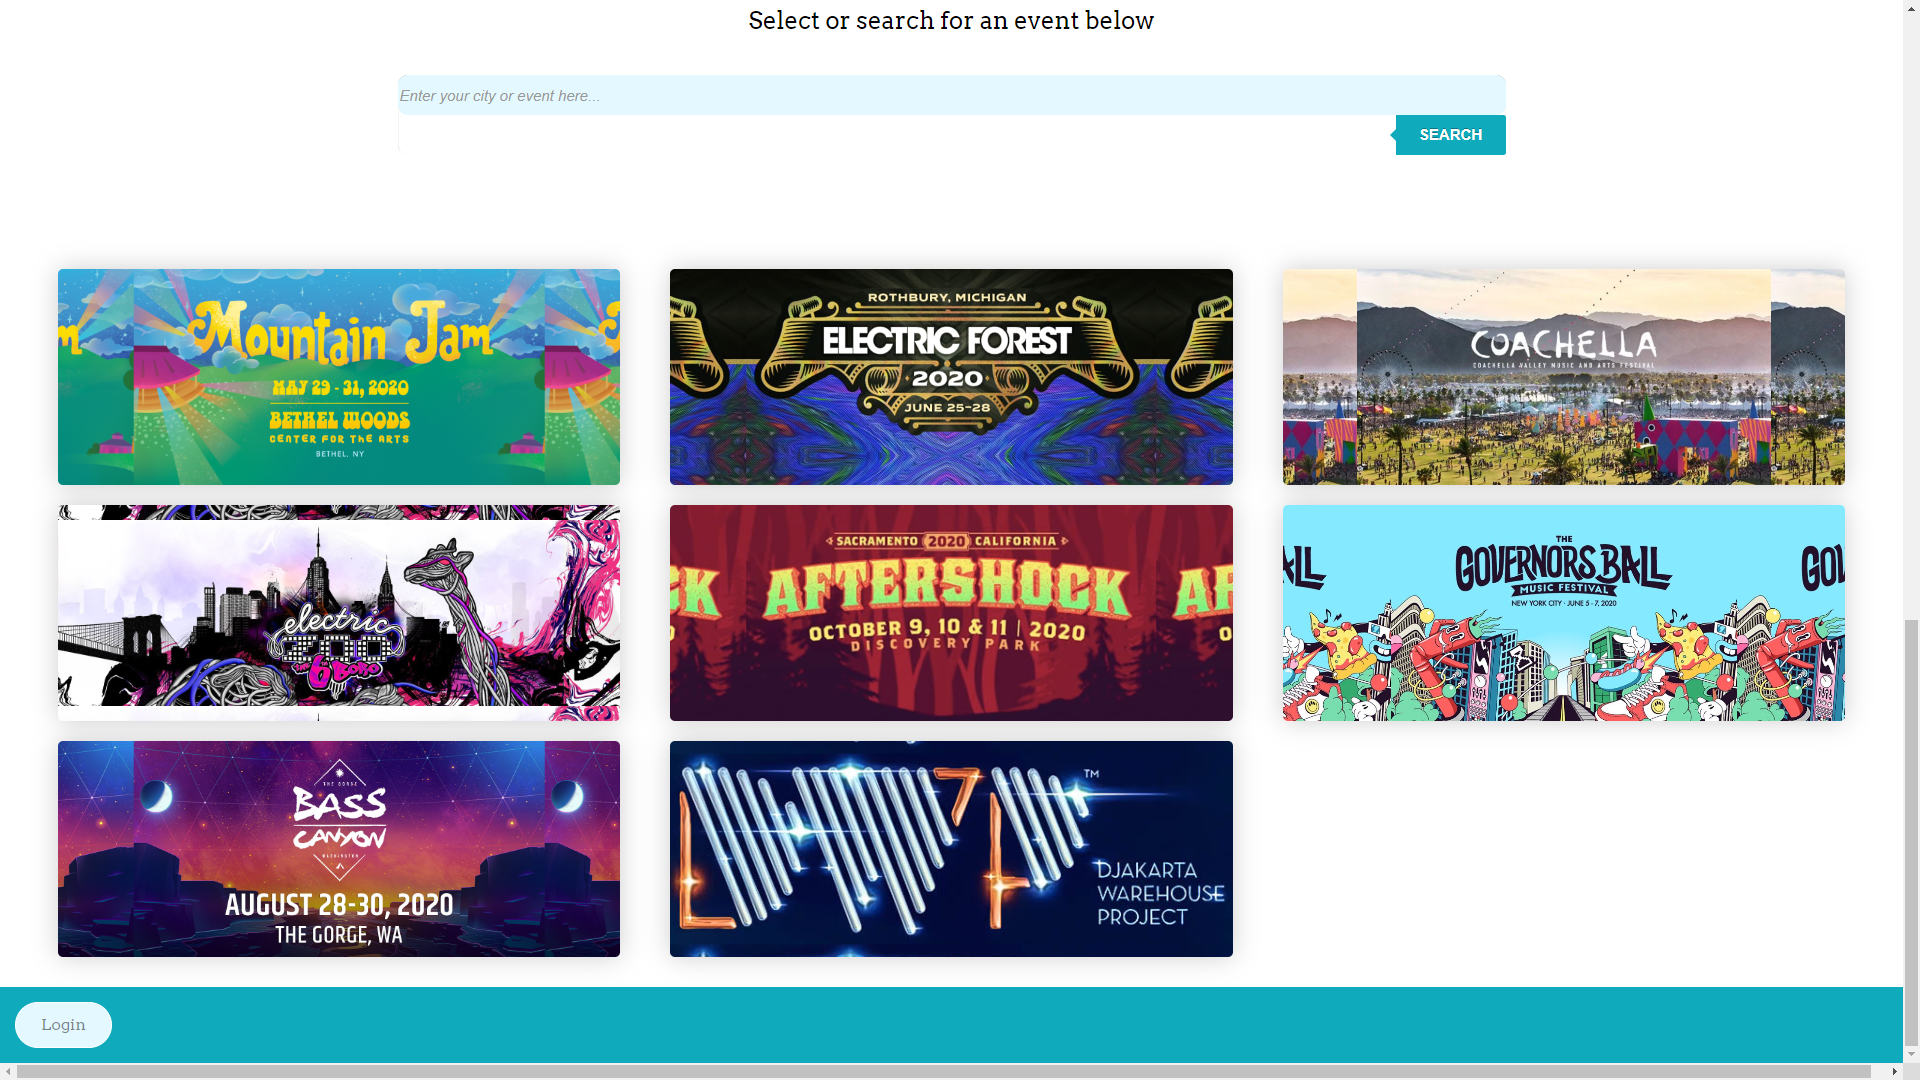 Select or search for an event below
Enter your city or event here...
SEARCH
Mountain Jam
MAY 29 - 31, 2020
BETHEL WOODS
CENTER FOR THE ARTS
BETHEL, NY
ROTHBURY, MICHIGAN
ELECTRIC FOREST
2020
JUNE 25-28
COACHELLA
COACHELLA VALLEY MUSIC AND ARTS FESTIVAL
electric
ZOO
THE 6TH BORO
SACRAMENTO 2020 CALIFORNIA
AFTERSHOCK
OCTOBER 9, 10 & 11 | 2020
DISCOVERY PARK
THE
GOVERNORS BALL
MUSIC FESTIVAL
NEW YORK CITY · JUNE 5 - 7, 2020
THE GORGE
BASS
CANYON
WASHINGTON
AUGUST 28-30, 2020
THE GORGE, WA
TM
DJAKARTA
WAREHOUSE
PROJECT
Login